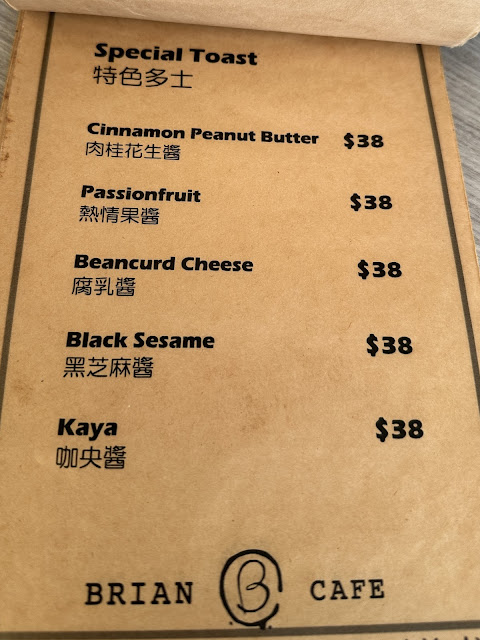 Special Toast
特色多士
Cinnamon Peanut Butter $38
肉桂花生醬
Passionfruit $38
熱情果醬
Beancurd Cheese $38
腐乳醬
Black Sesame $38
黑芝麻醬
Kaya $38
咖央醬
BRIAN B CAFE